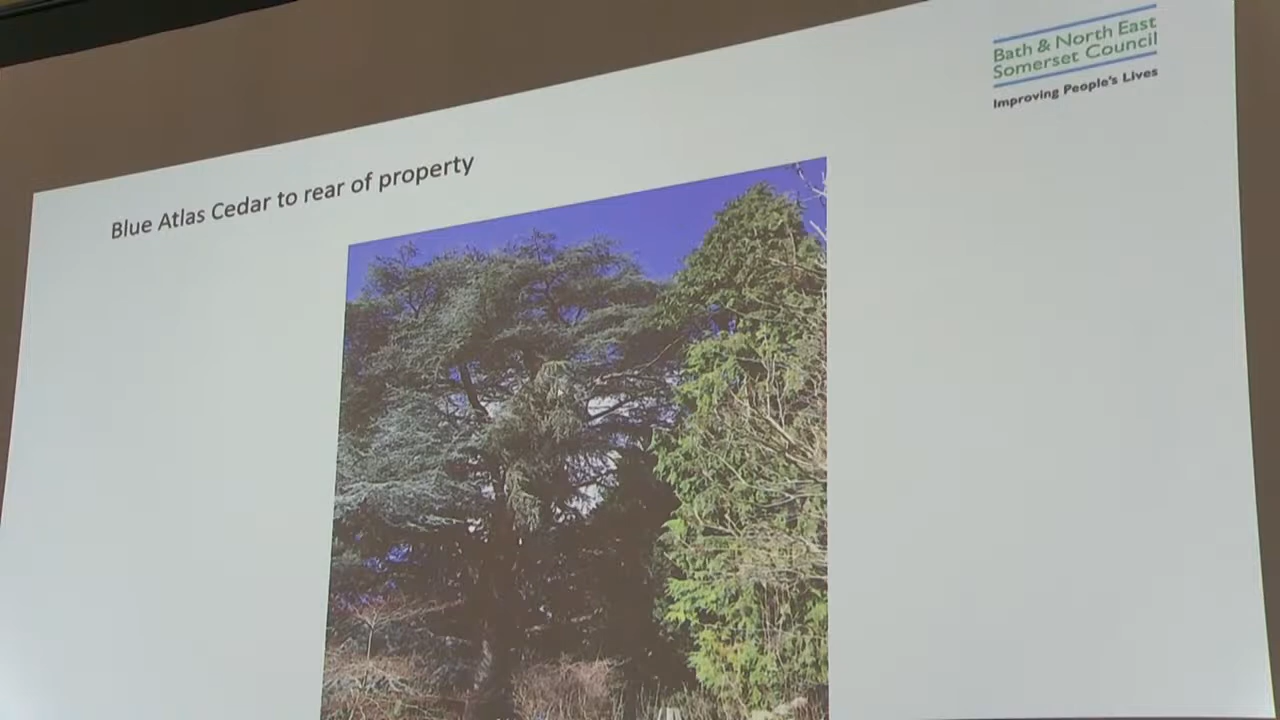 Bath & North East
Somerset Council
Improving People's Lives
Blue Atlas Cedar to rear of property